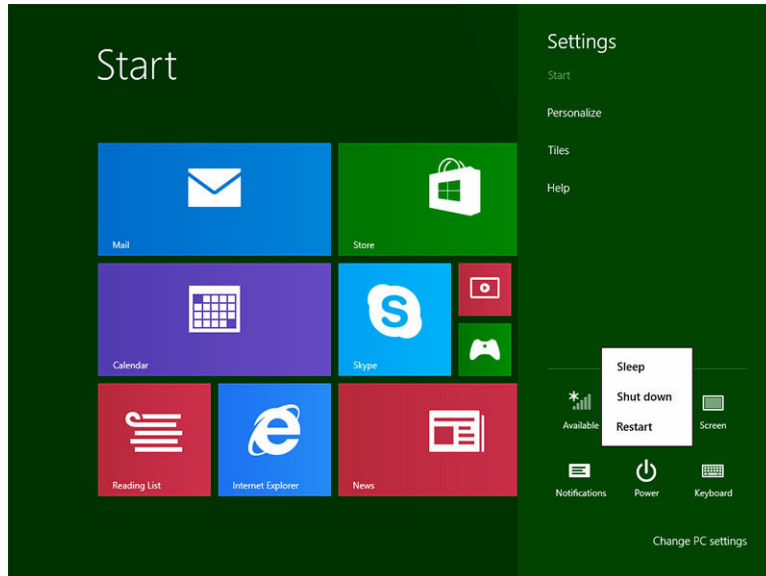 Start
Mail
Store
Calendar
Skype
Reading List
Internet Explorer
News
Settings
Start
Personalize
Tiles
Help
Sleep
Shut down
Restart
Available
Screen
Notifications
Power
Keyboard
Change PC settings